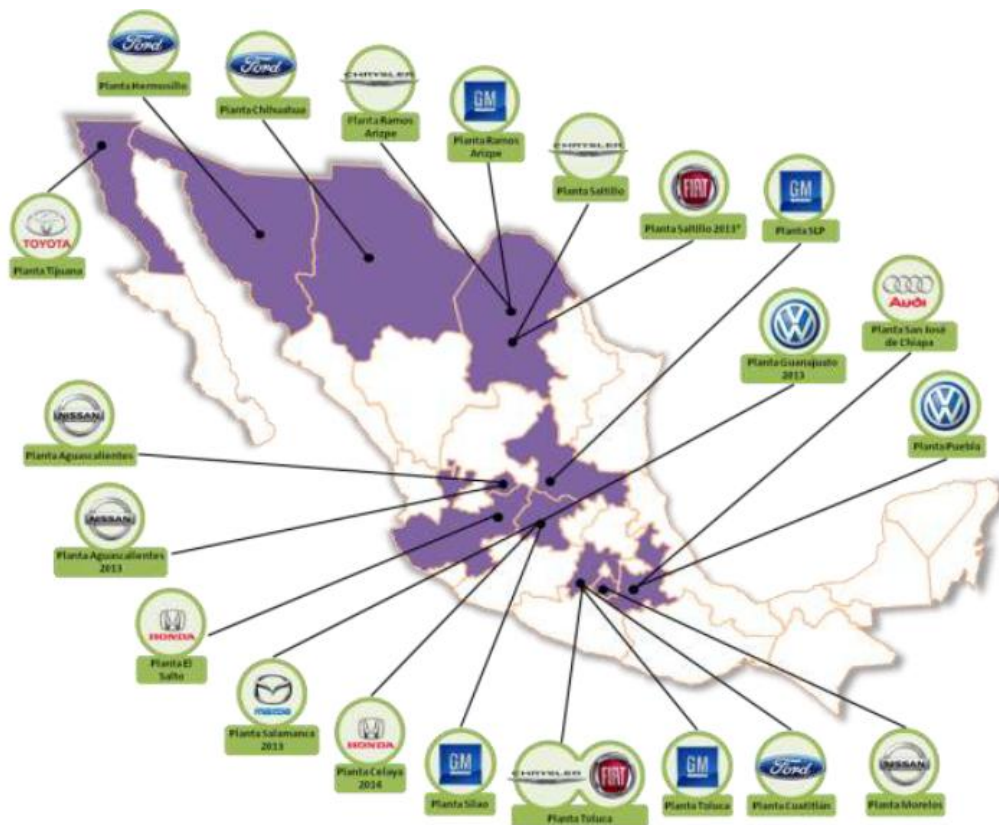 Ford
Planta Hermosillo
Ford
Planta Chihuahua
CHRYSLER
Planta Ramos
Arizpe
GM
Planta Ramos
Arizpe
CHRYSLER
Planta Saltillo
FIAT
Planta Saltillo 2013*
GM
Planta SLP
TOYOTA
Planta Tijuana
Audi
Planta San José
de Chiapa
VW
Planta Guanajuato
2013
VW
Planta Puebla
NISSAN
Planta Aguascalientes
NISSAN
Planta Aguascalientes
2013
HONDA
Planta El
Salto
mazda
Planta Salamanca
2013
HONDA
Planta Celaya
2014
GM
Planta Silao
CHRYSLER
FIAT
Planta Toluca
GM
Planta Toluca
Ford
Planta Cuatitlán
NISSAN
Planta Morelos